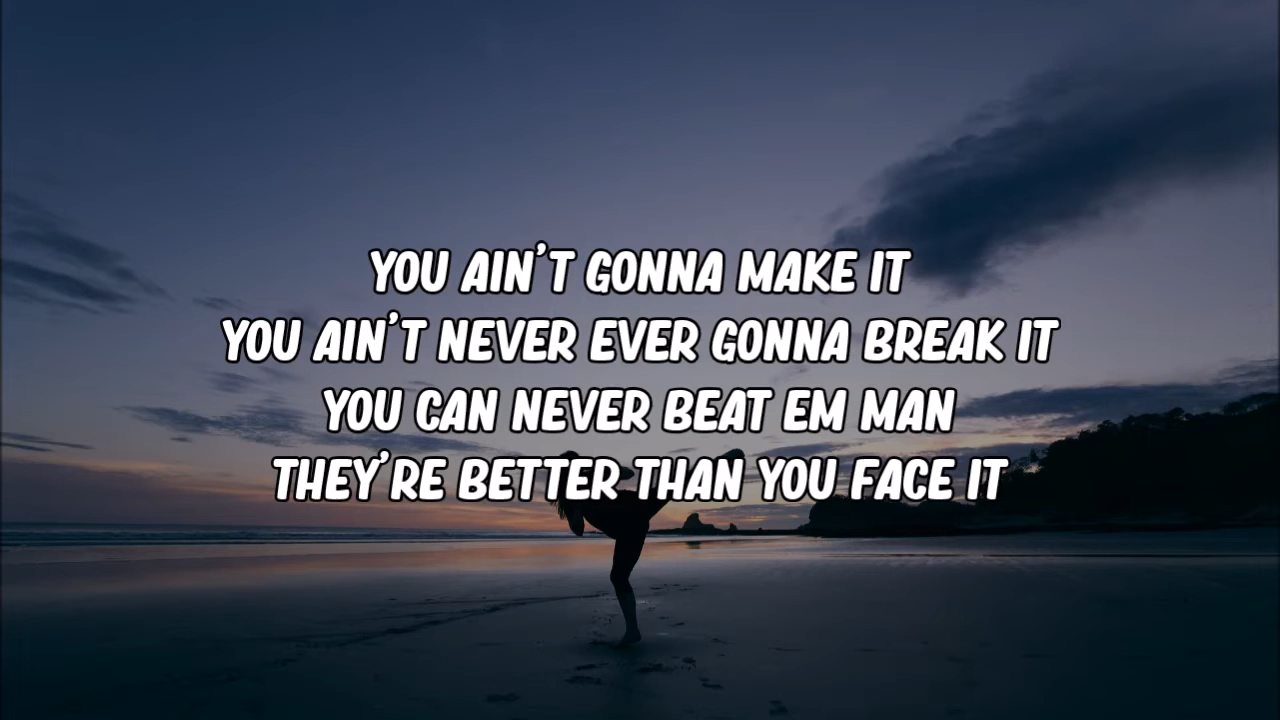 YOU AIN'T GONNA MAKE IT
YOU AIN'T NEVER EVER GONNA BREAK IT
YOU CAN NEVER BEAT EM MAN
THEY'RE BETTER THAN YOU FACE IT